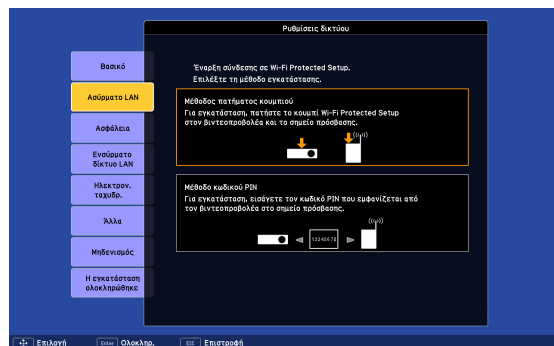 Ρυθμίσεις δικτύου
Βασικό
Ασύρματο LAN
Ασφάλεια
Ενσύρματο
δίκτυο LAN
Ηλεκτρον.
ταχυδρ.
Άλλα
Μηδενισμός
Η εγκατάσταση
ολοκληρώθηκε
Έναρξη σύνδεσης σε Wi-Fi Protected Setup.
Επιλέξτε τη μέθοδο εγκατάστασης.
Μέθοδος πατήματος κουμπιού
Για εγκατάσταση, πατήστε το κουμπί Wi-Fi Protected Setup
στον βιντεοπροβολέα και το σημείο πρόσβασης.
Μέθοδο κωδικού PIN
Για εγκατάσταση, εισάγετε τον κωδικό PIN που εμφανίζεται από
τον βιντεοπροβολέα στο σημείο πρόσβασης.
12245678
Επιλογή
Enter Ολοκληρ.
ESC Επιστροφή